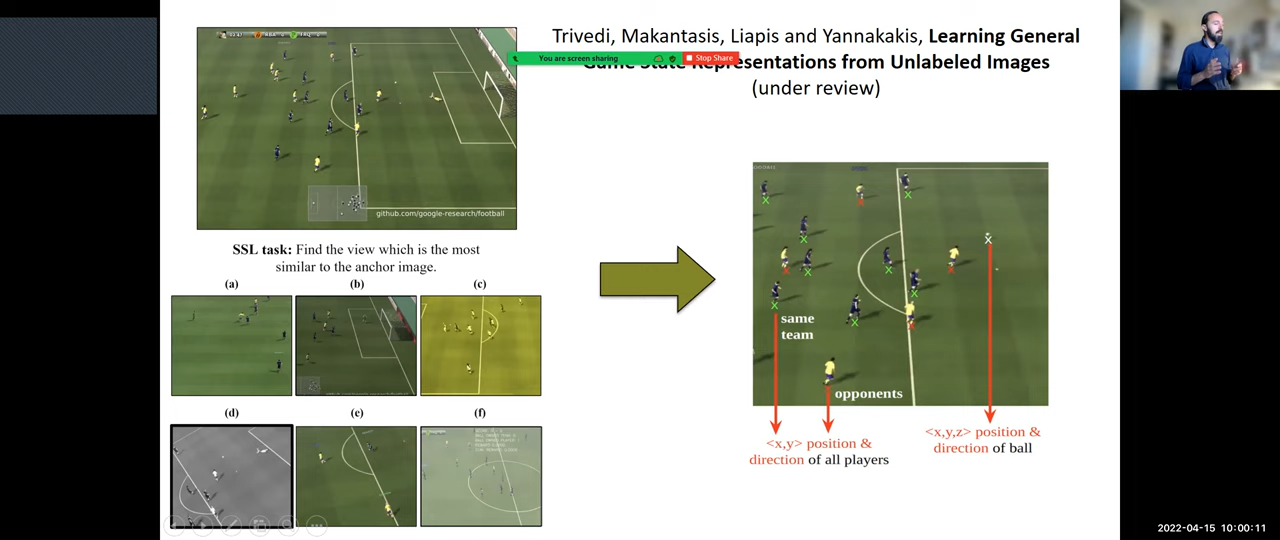 Trivedi, Makantasis, Liapis and Yannakakis, Learning General
You are screen sharing
Stop Share
Game State Representations from Unlabeled Images
(under review)
github.com/google-research/football
SSL task: Find the view which is the most
similar to the anchor image.
(a)
(b)
(c)
(d)
(e)
(f)
same
team
opponents
<x,y> position &
direction of all players
<x,y,z> position &
direction of ball
2022-04-15 10:00:11